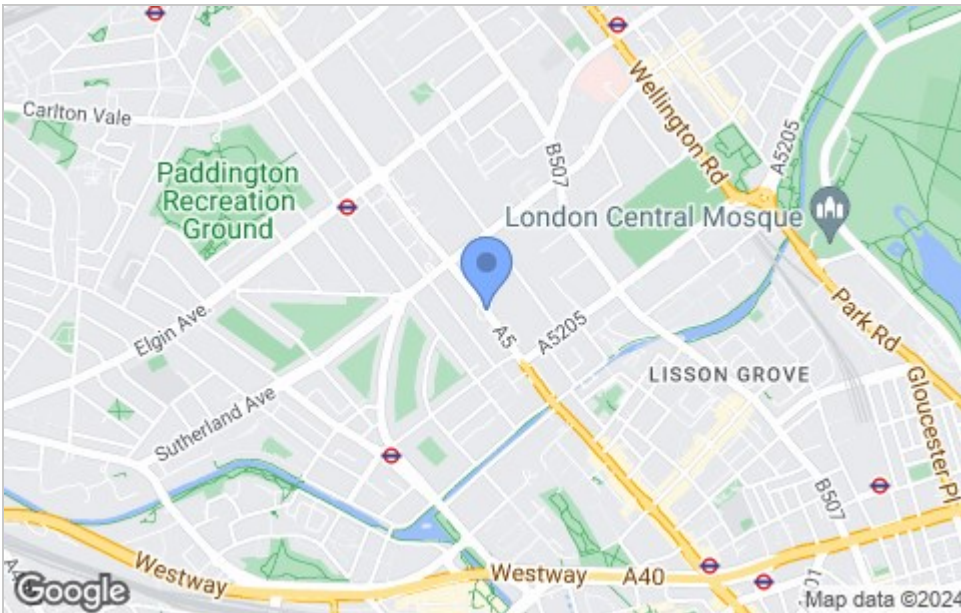 Carlton Vale
Wellington Rd
B507
A5205
Paddington
Recreation
Ground
London Central Mosque
Elgin Ave.
A5
A5205
Park Rd
LISSON GROVE
Sutherland Ave
Gloucester Pl
B507
Westway
Westway
A40
Google
Map data ©2024